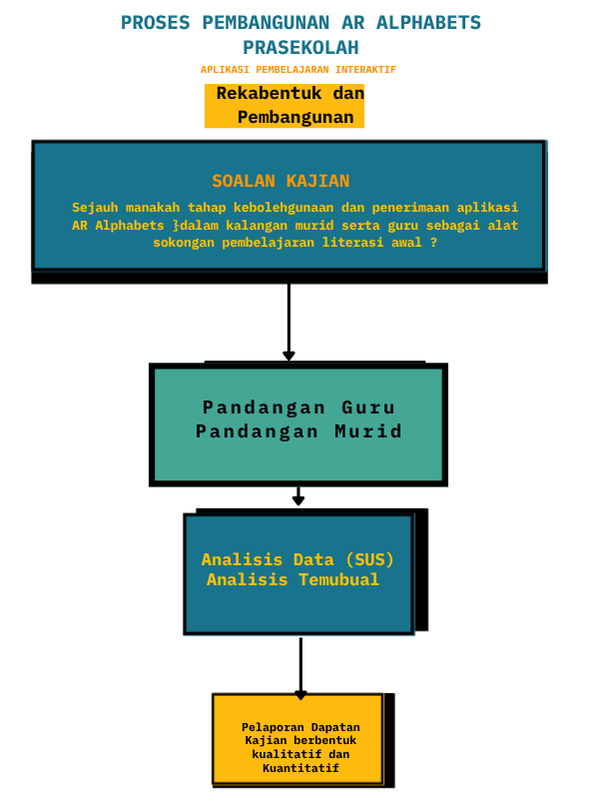 PROSES PEMBANGUNAN AR ALPHABETS
PRASEKOLAH
APLIKASI PEMBELAJARAN INTERAKTIF
Rekabentuk dan
Pembangunan
SOALAN KAJIAN
Sejauh manakah tahap kebolehgunaan dan penerimaan aplikasi
AR Alphabets }dalam kalangan murid serta guru sebagai alat
sokongan pembelajaran literasi awal ?
Pandangan Guru
Pandangan Murid
Analisis Data (SUS)
Analisis Temubual
Pelaporan Dapatan
Kajian berbentuk
kualitatif dan
Kuantitatif